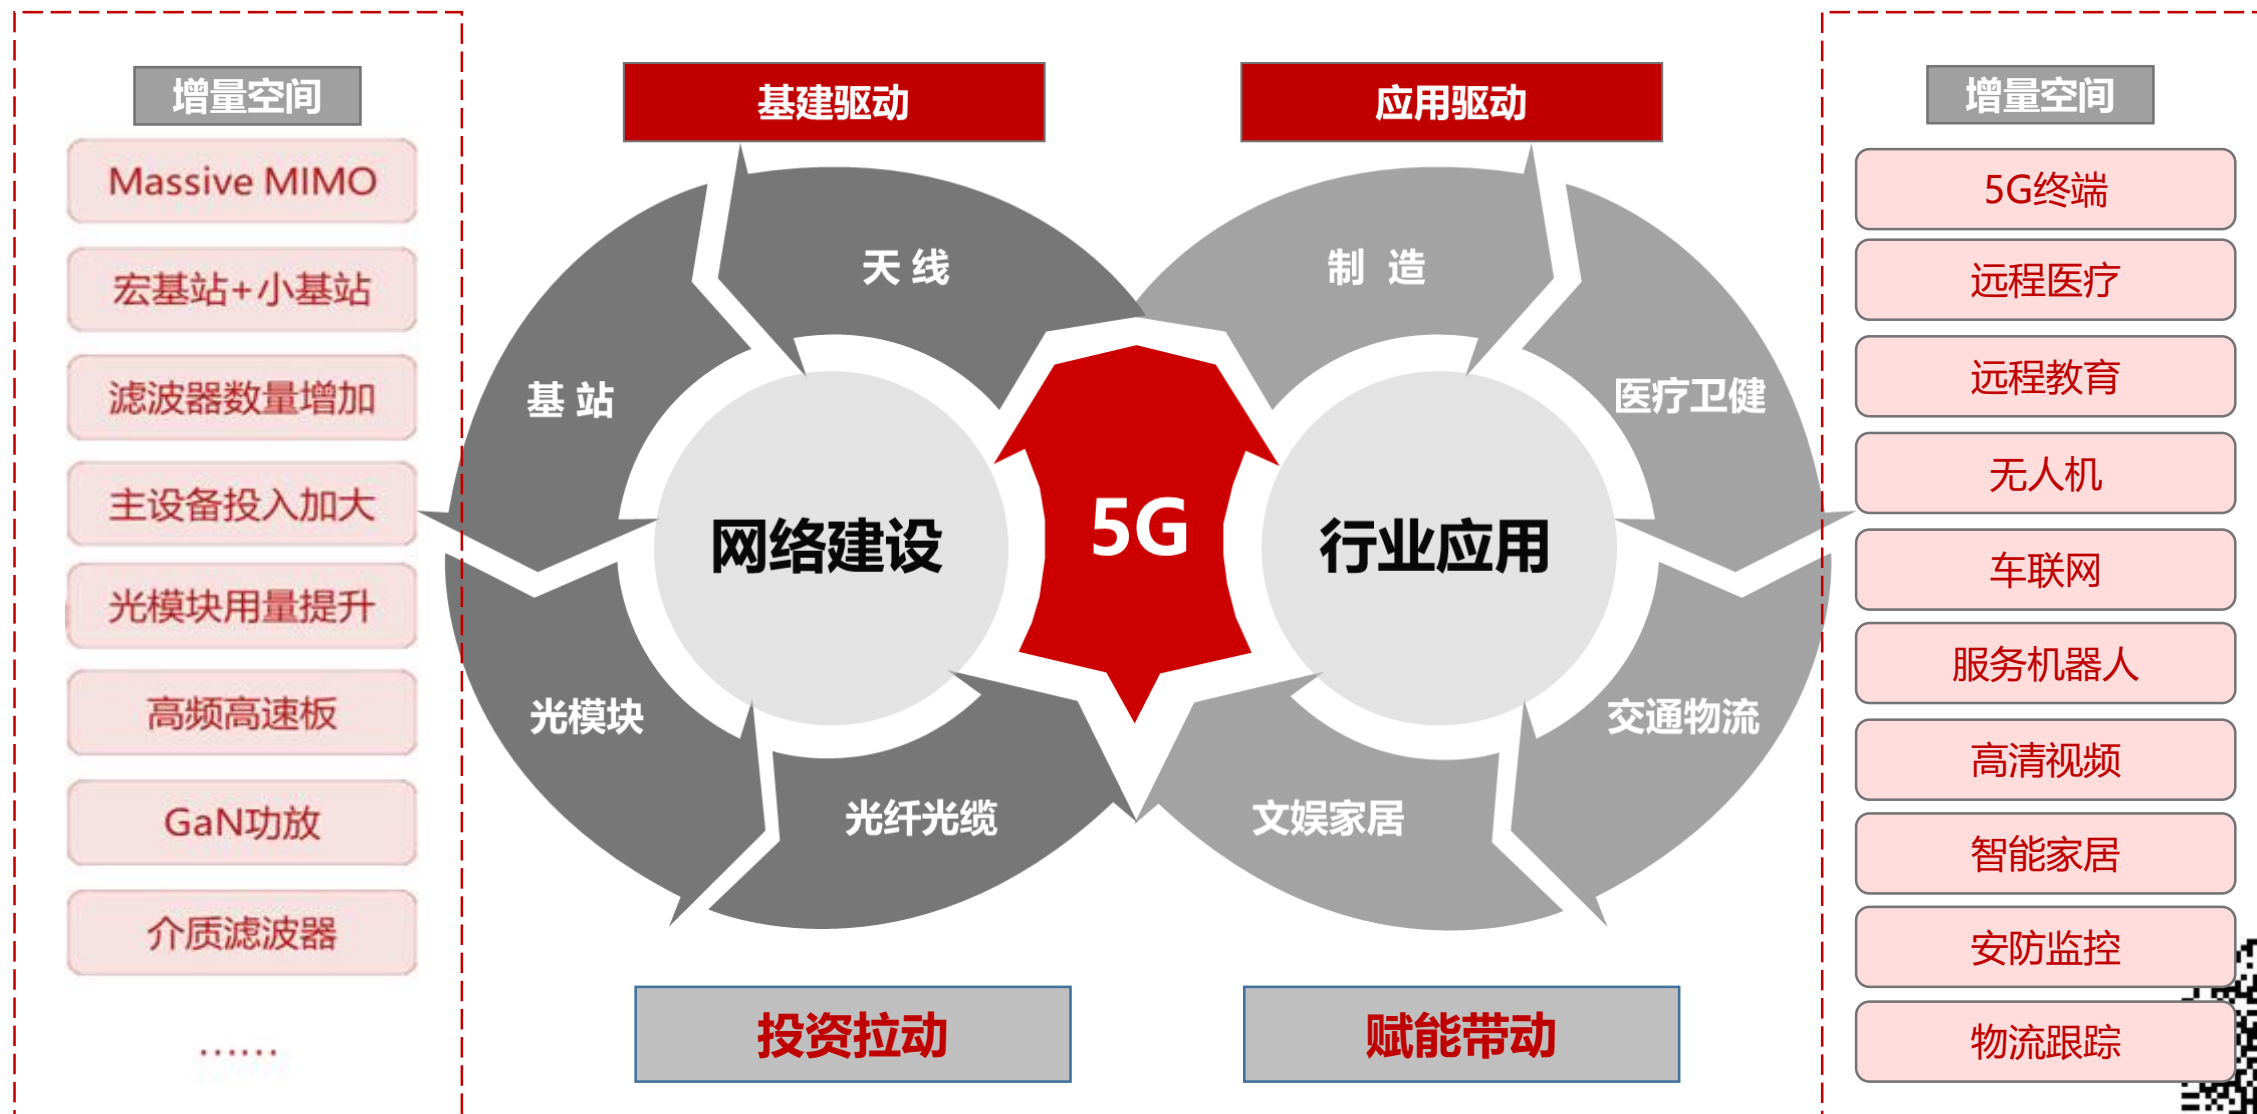 增量空间
Massive MIMO
宏基站+小基站
滤波器数量增加
主设备投入加大
光模块用量提升
高频高速板
GaN功放
介质滤波器
......
基建驱动
应用驱动
天 线
制 造
基 站
医疗卫健
网络建设
5G
行业应用
光模块
交通物流
光纤光缆
文娱家居
投资拉动
赋能带动
增量空间
5G终端
远程医疗
远程教育
无人机
车联网
服务机器人
高清视频
智能家居
安防监控
物流跟踪